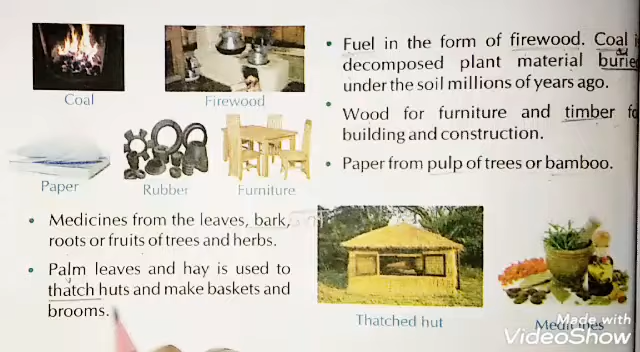 Coal
Firewood
Paper
Rubber
Furniture
• Fuel in the form of firewood. Coal
decomposed plant material burie
under the soil millions of years ago.
• Wood for furniture and timber fo
building and construction.
• Paper from pulp of trees or bamboo.
• Medicines from the leaves, bark,
roots or fruits of trees and herbs.
• Palm leaves and hay is used to
thatch huts and make baskets and
brooms.
Thatched hut
Medicines
Made with
VideoShow